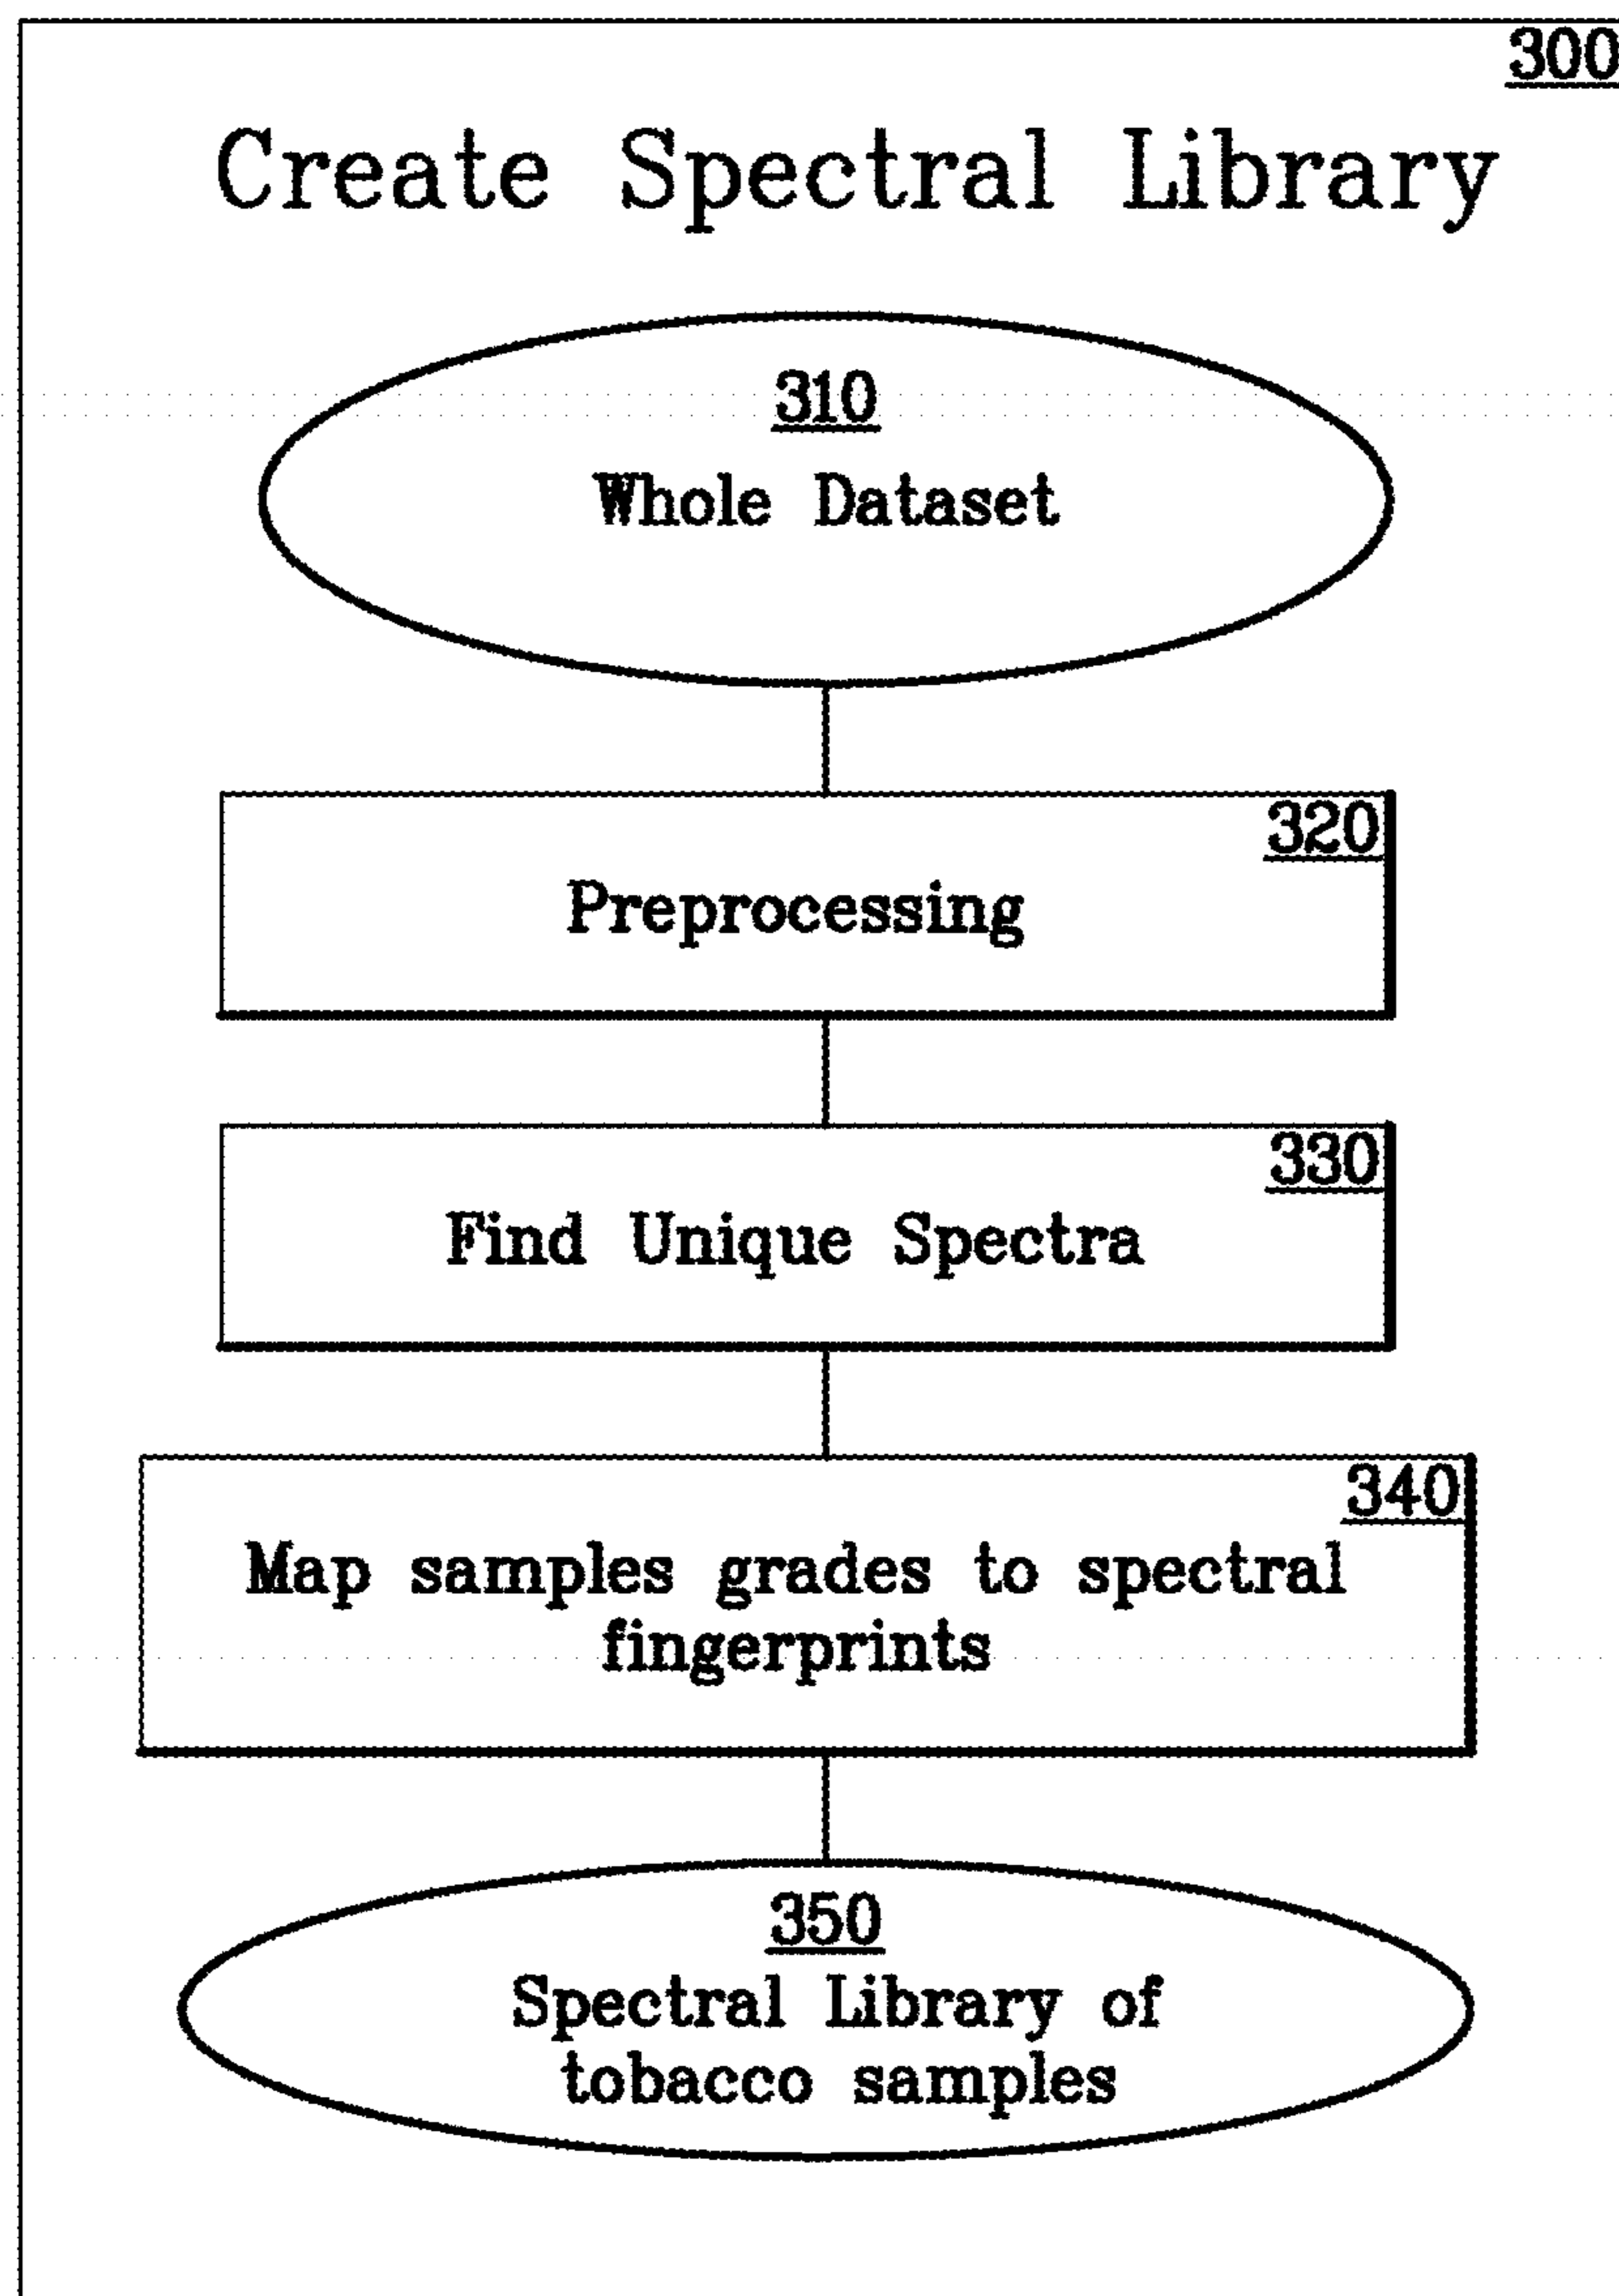 300
Create Spectral Library
310
Whole Dataset
320
Preprocessing
330
Find Unique Spectra
340
Map samples grades to spectral
fingerprints
350
Spectral Library of
tobacco samples